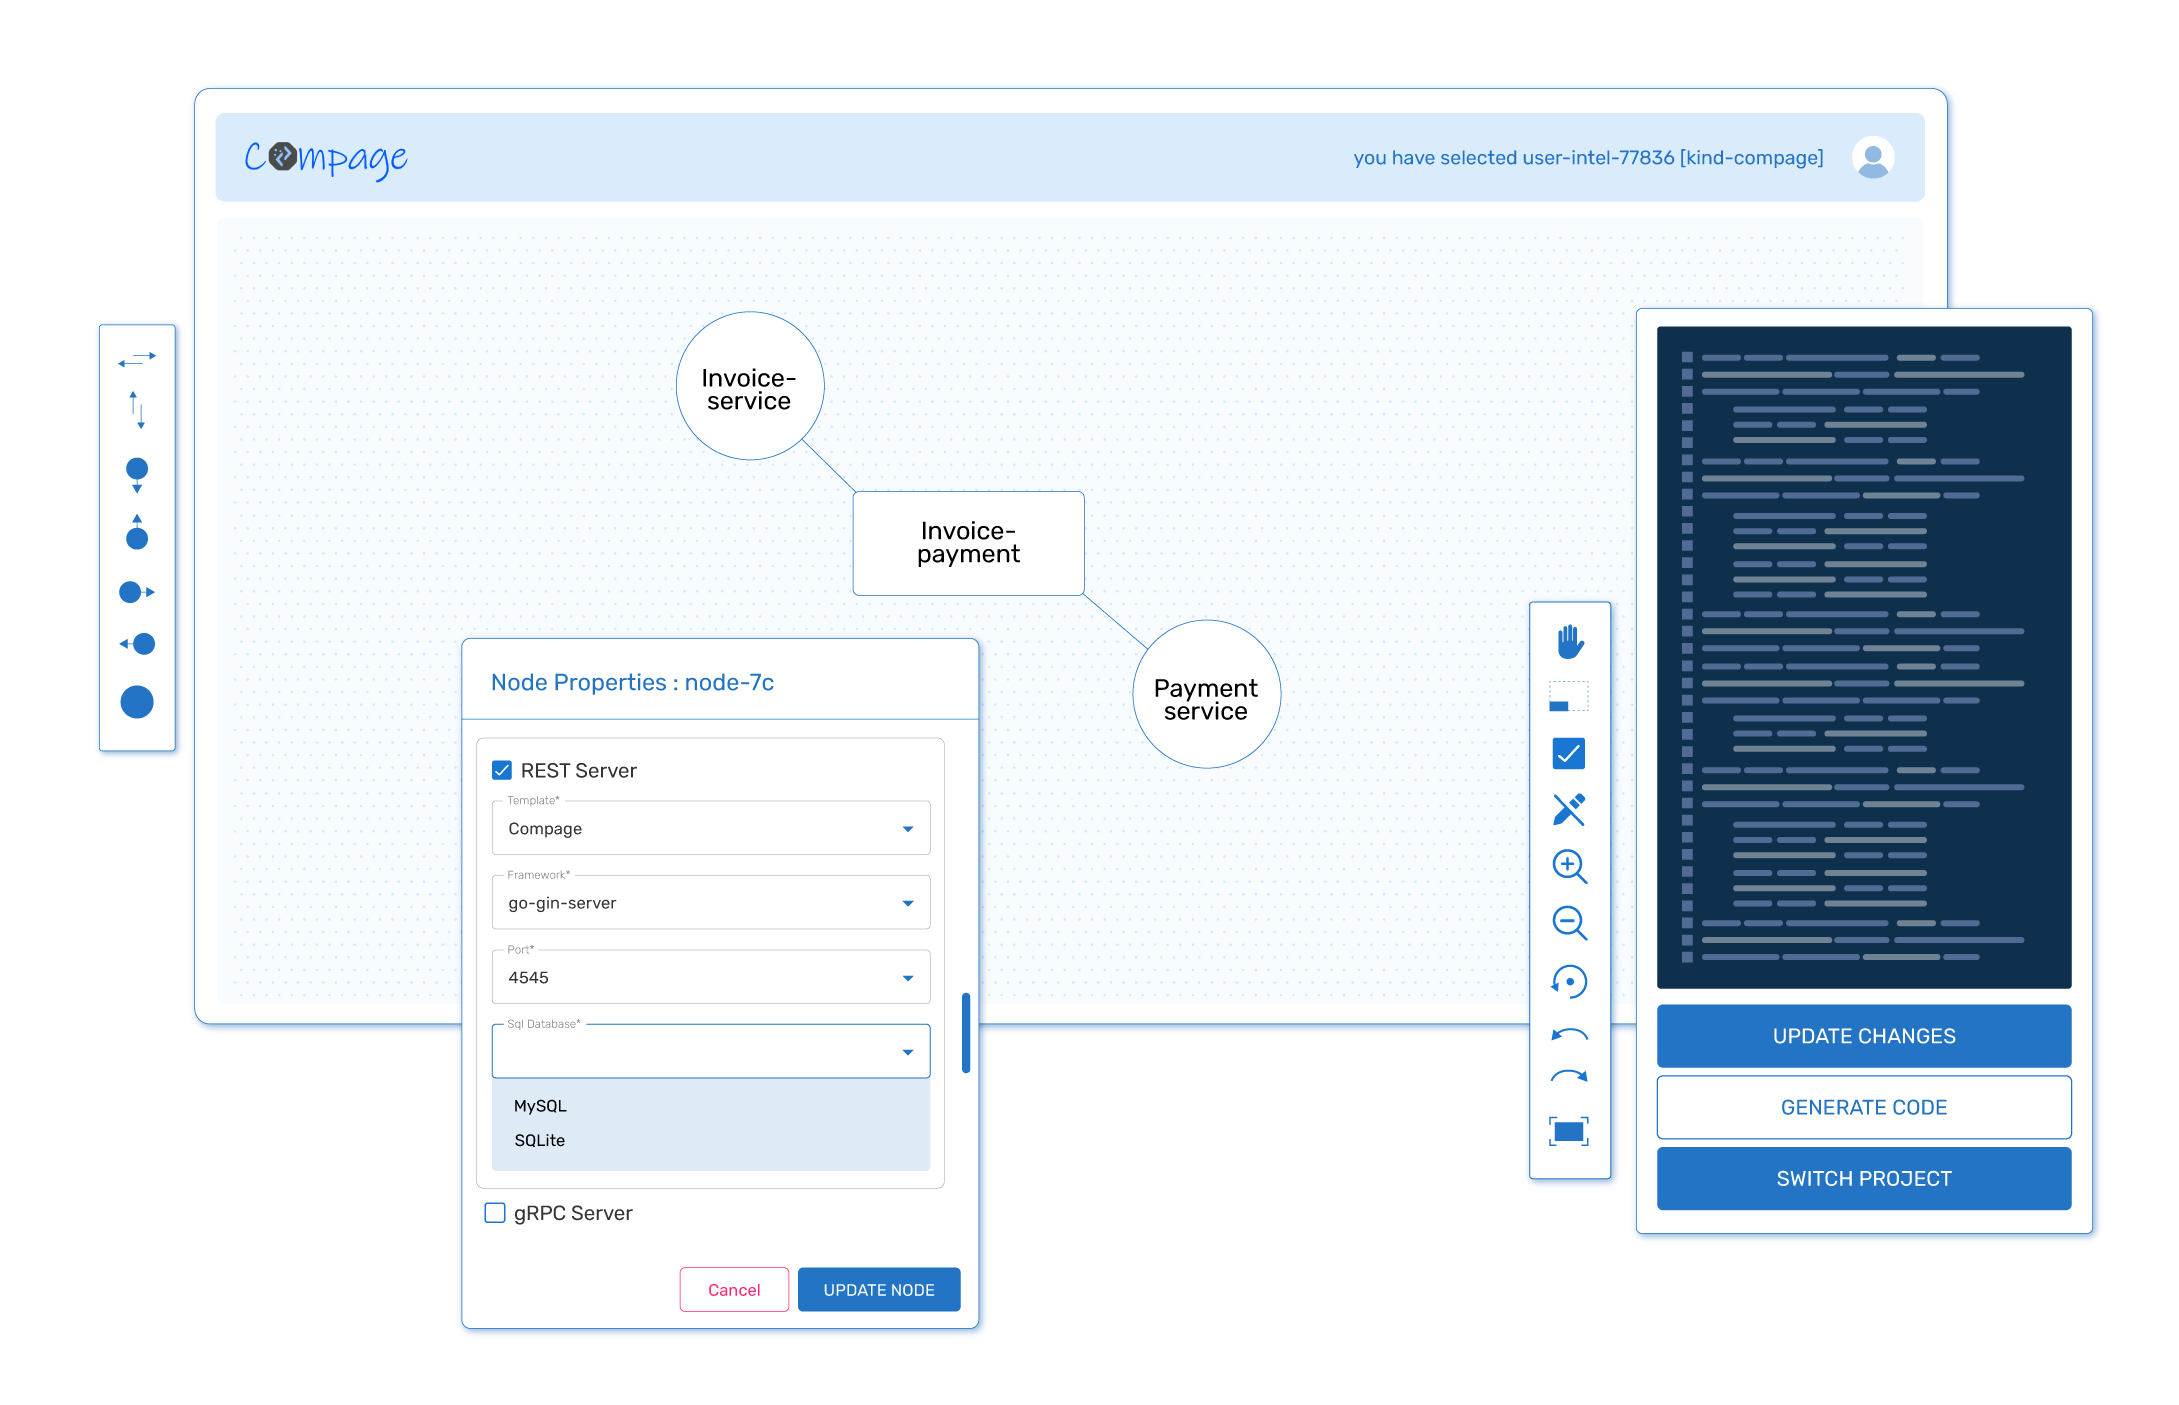 Compage
you have selected user-intel-77836 [kind-compage]
Invoice-
service
Invoice-
payment
Payment
service
Node Properties : node-7c
REST Server
Template*
Compage
Framework*
go-gin-server
Port*
4545
Sql Database*
MySQL
SQLite
gRPC Server
Cancel
UPDATE NODE
UPDATE CHANGES
GENERATE CODE
SWITCH PROJECT